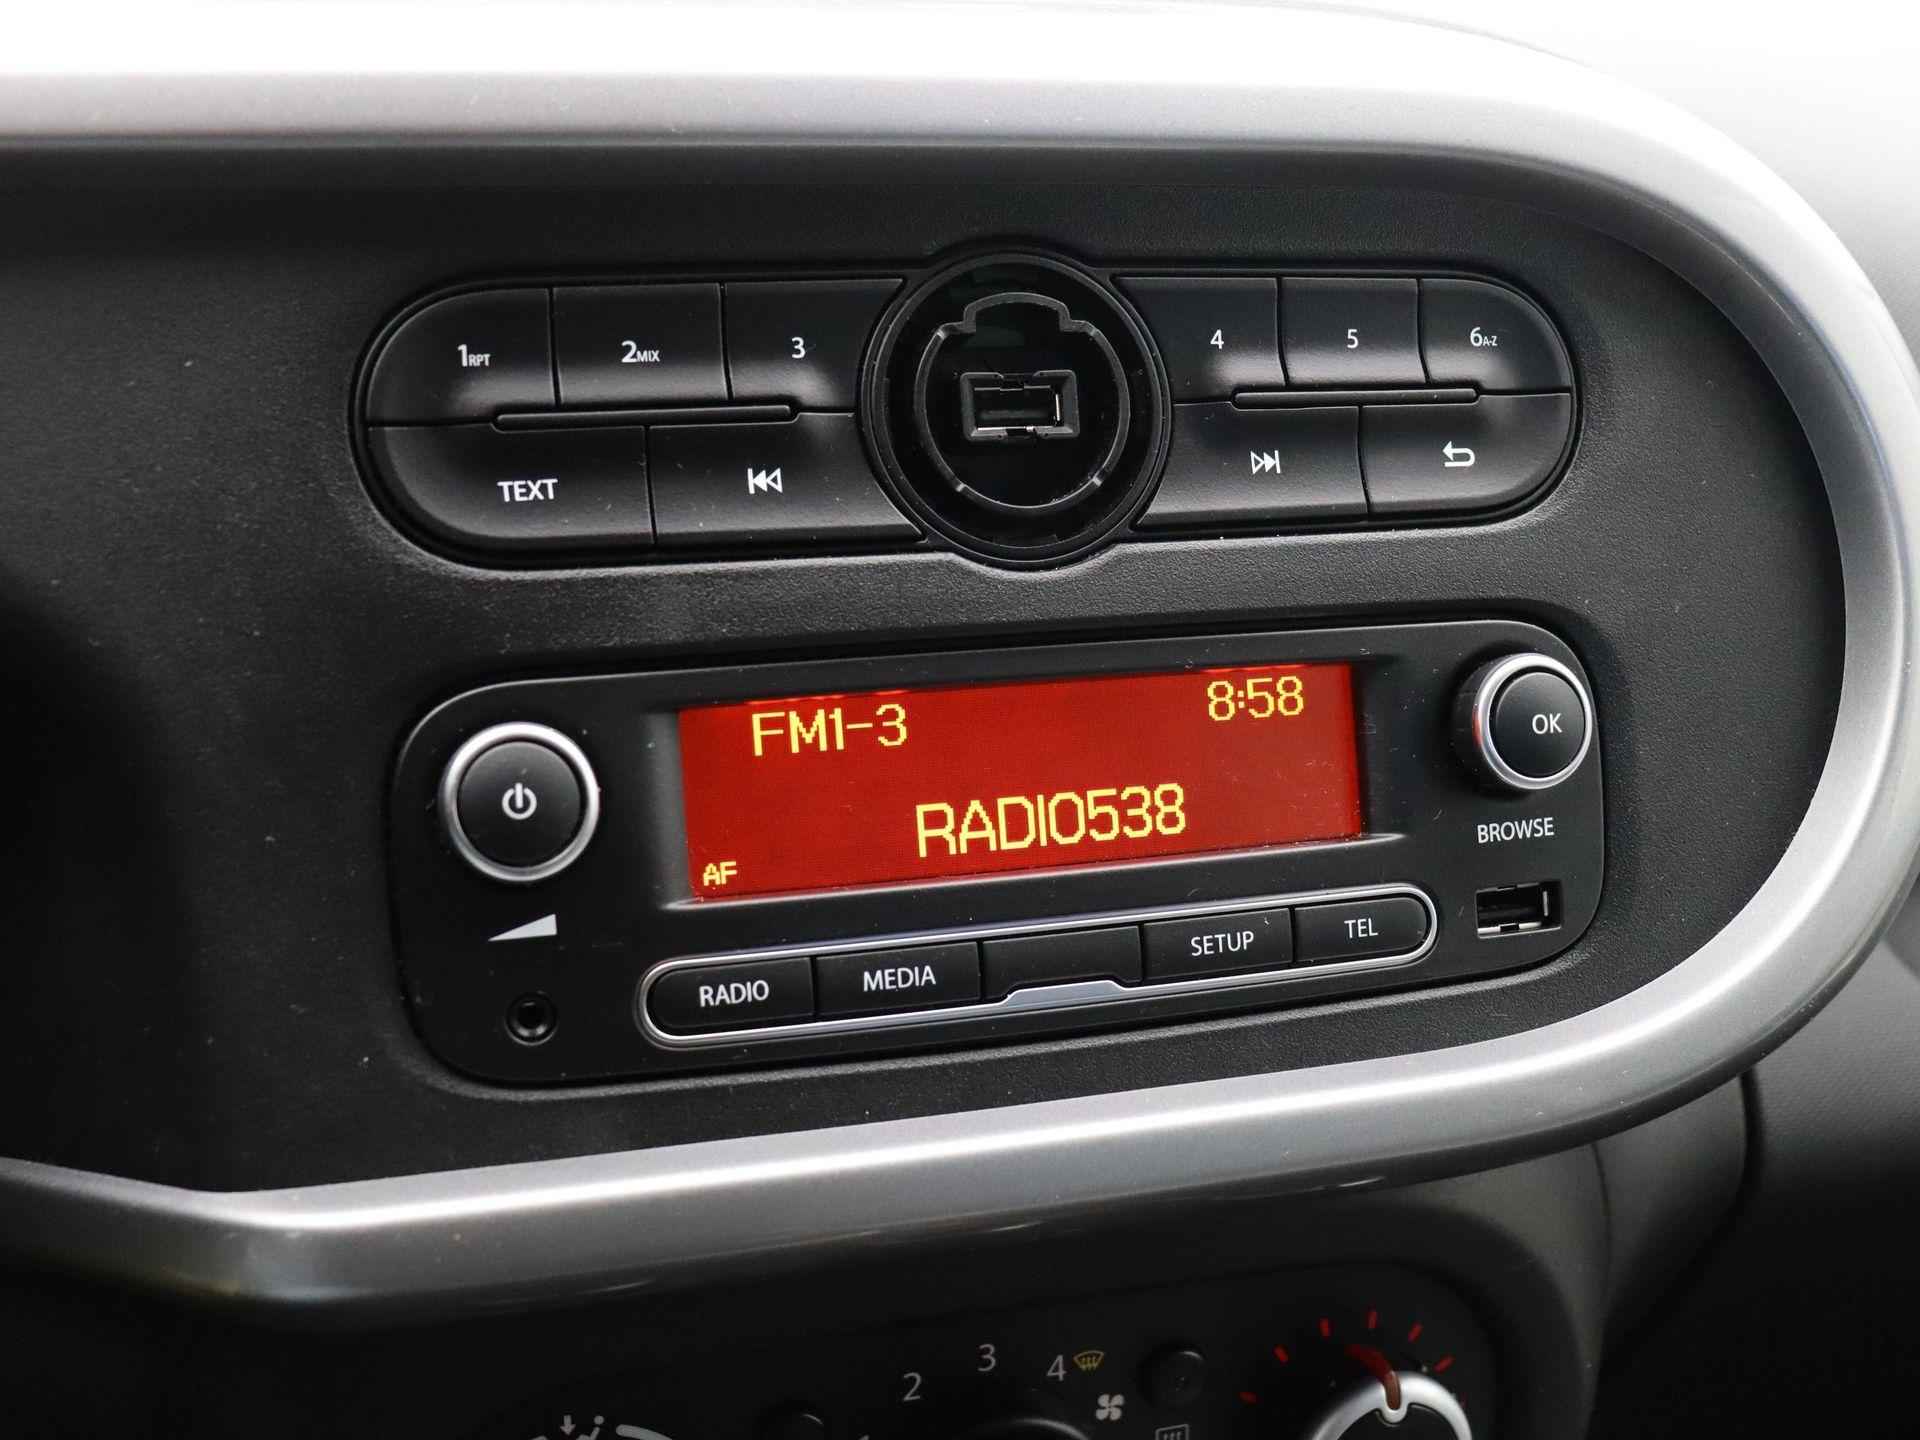 1RPT 2MIX 3 4 5 6A-Z
TEXT
FM1-3 8:58
RADIO538
AF
OK
BROWSE
RADIO MEDIA SETUP TEL
2 3 4